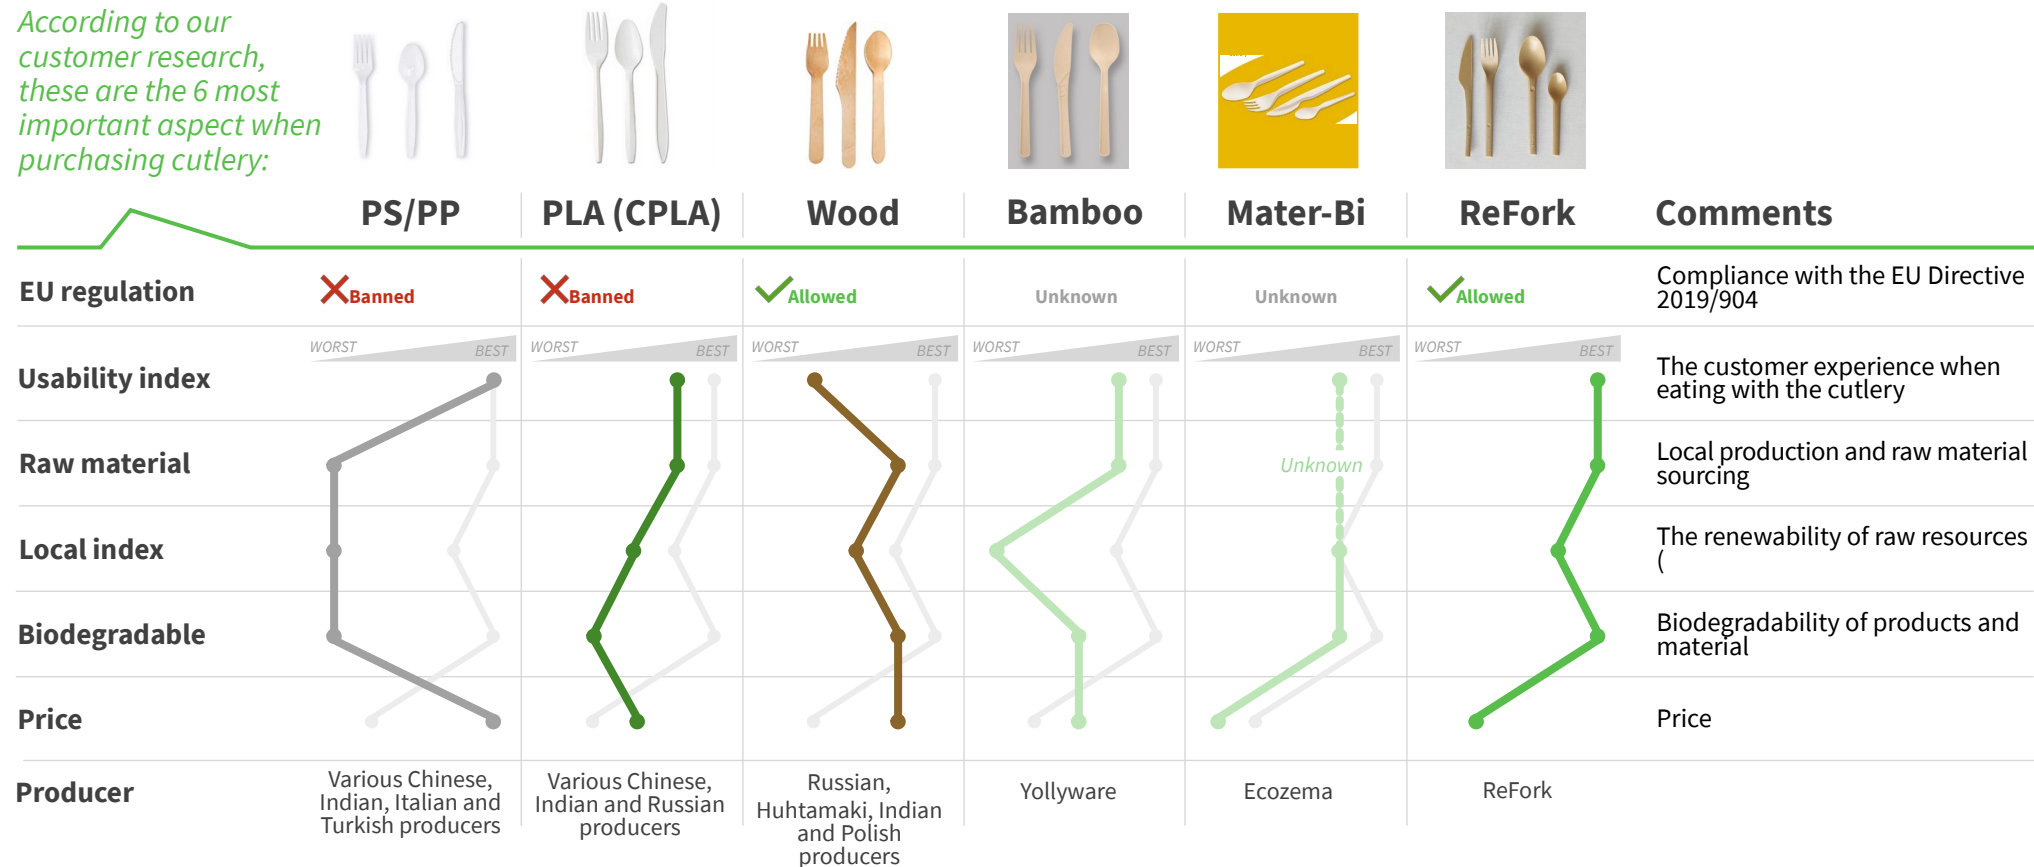 According to our
customer research,
these are the 6 most
important aspect when
purchasing cutlery:
PS/PP
PLA (CPLA)
Wood
Bamboo
Mater-Bi
ReFork
Comments
EU regulation
Banned
Banned
Allowed
Unknown
Unknown
Allowed
Compliance with the EU Directive
2019/904
WORST BEST
WORST BEST
WORST BEST
WORST BEST
WORST BEST
WORST BEST
Usability index
The customer experience when
eating with the cutlery
Raw material
Unknown
Local production and raw material
sourcing
Local index
The renewability of raw resources
(
Biodegradable
Biodegradability of products and
material
Price
Price
Producer
Various Chinese,
Indian, Italian and
Turkish producers
Various Chinese,
Indian and Russian
producers
Russian,
Huhtamaki, Indian
and Polish
producers
Yollyware
Ecozema
ReFork